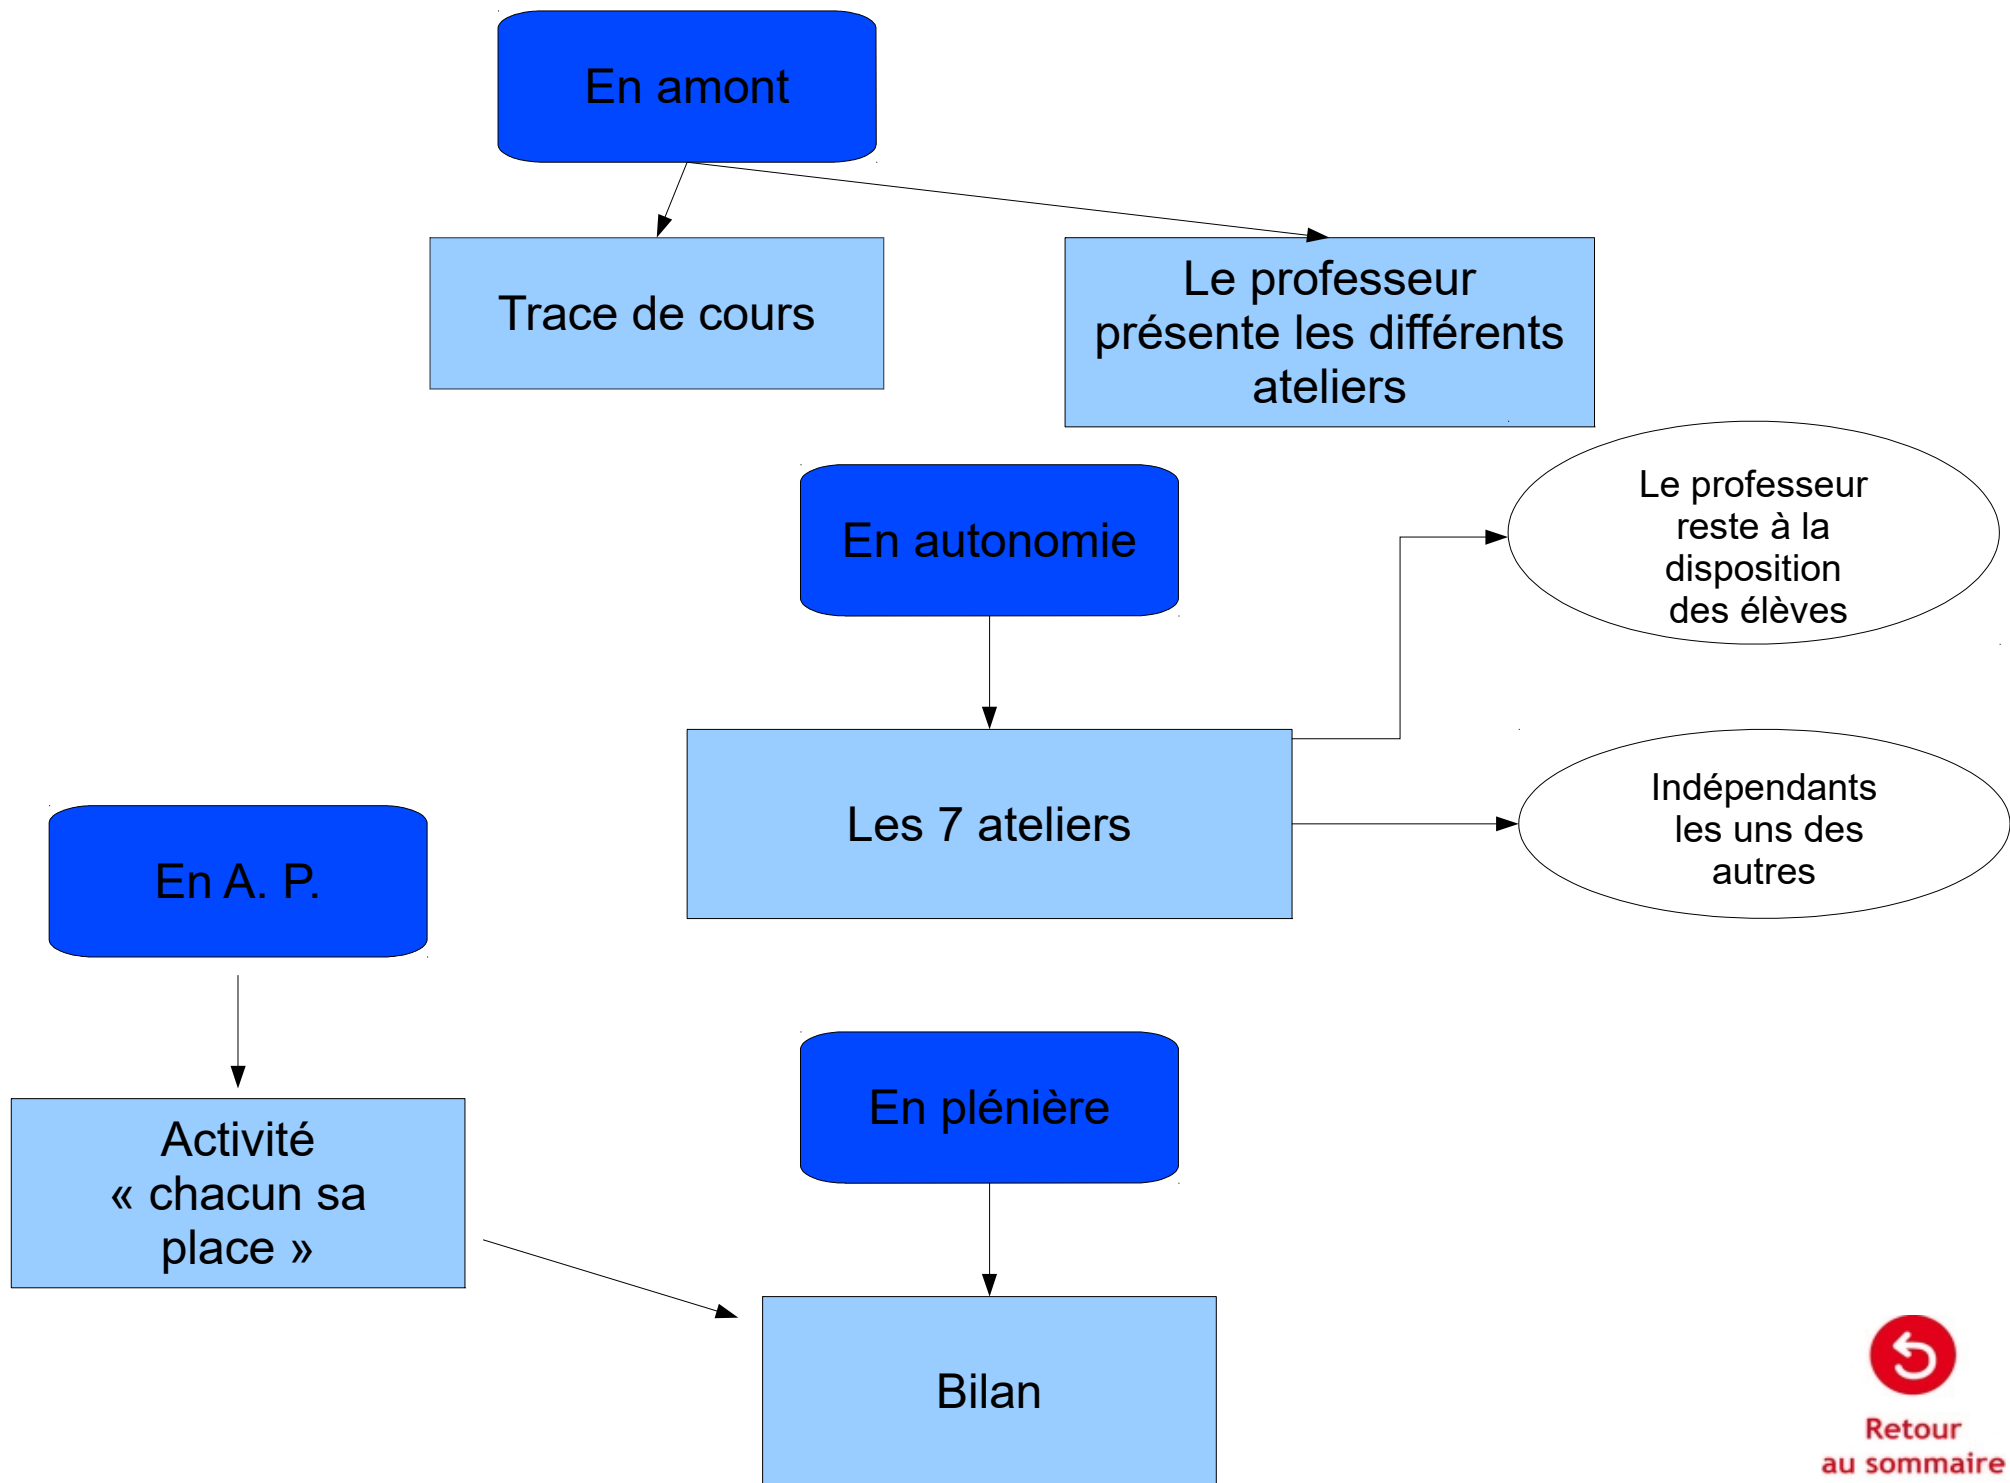 En amont
Trace de cours
Le professeur
présente les différents
ateliers
En autonomie
Le professeur
reste à la
disposition
des élèves
Les 7 ateliers
Indépendants
les uns des
autres
En A. P.
Activité
« chacun sa
place »
En plénière
Bilan
Retour
au sommaire